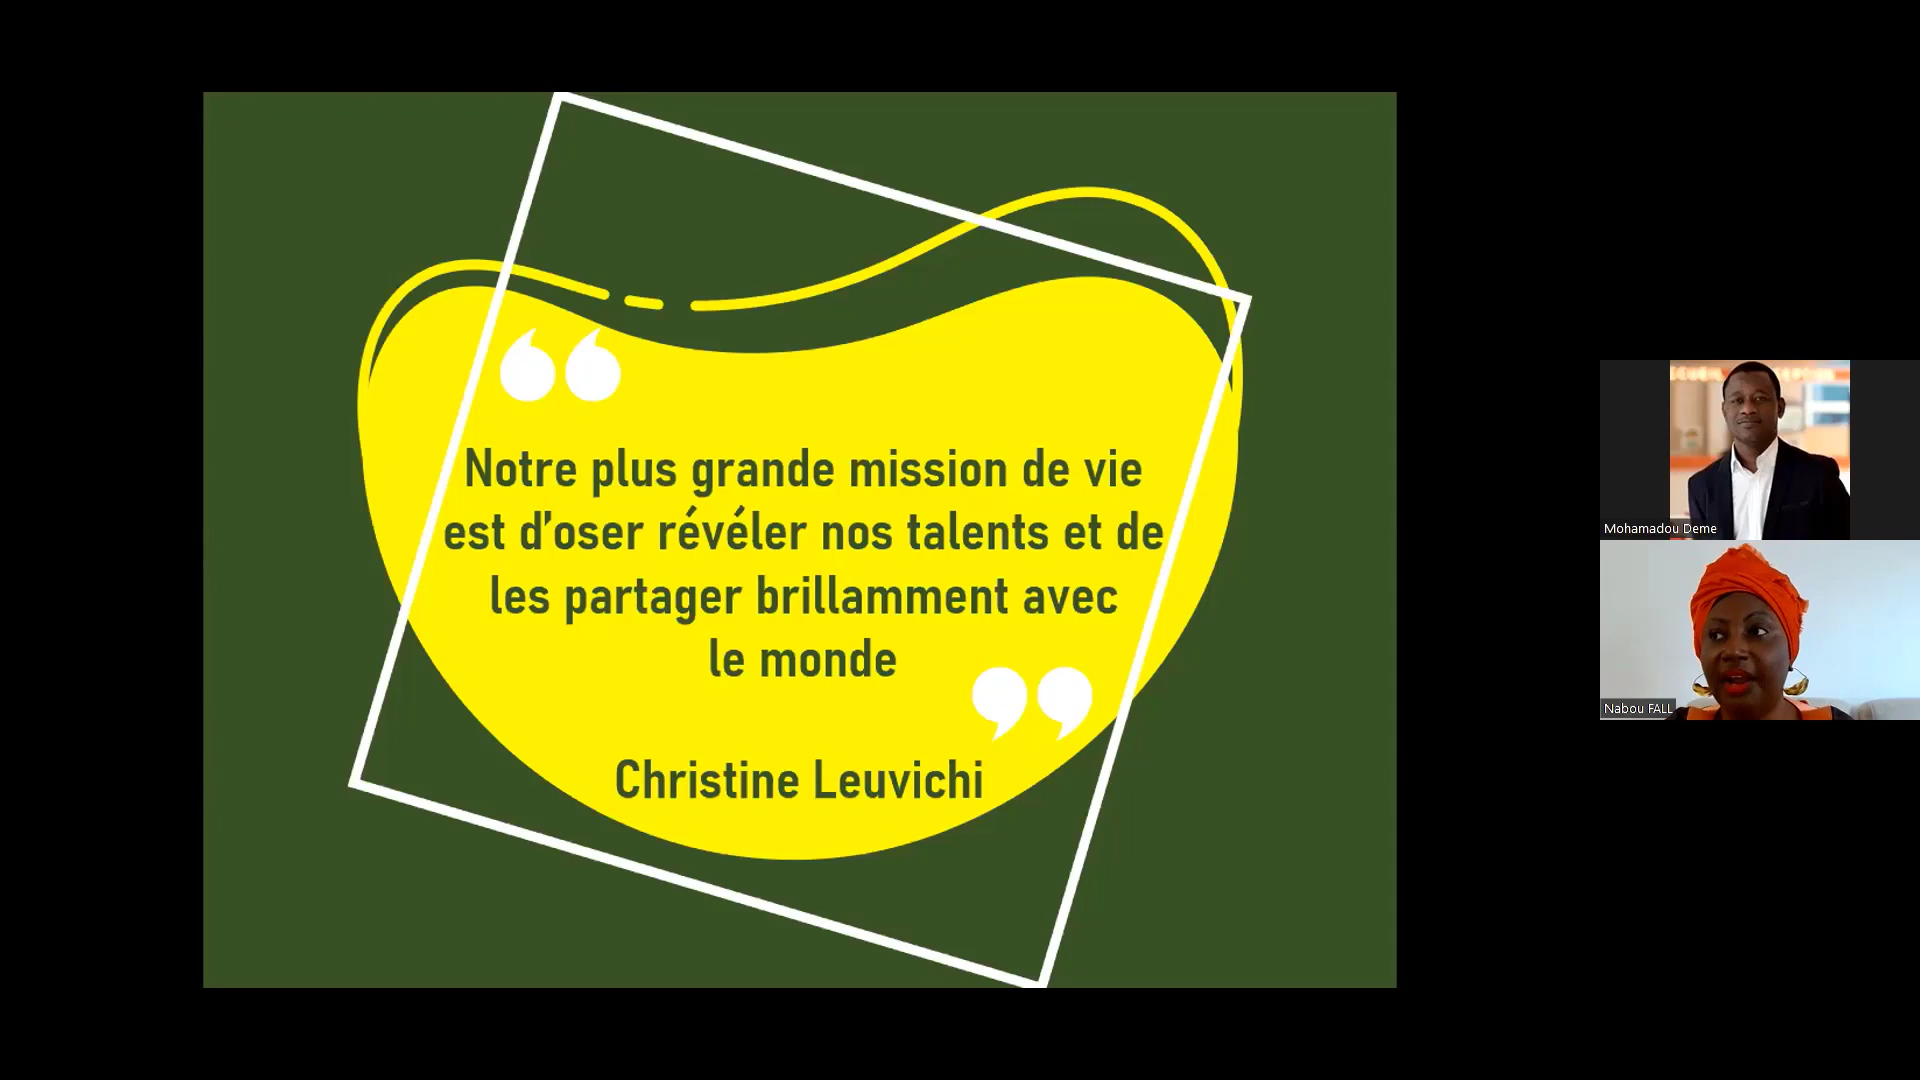 Notre plus grande mission de vie
est d’oser révéler nos talents et de
les partager brillamment avec
le monde
Christine Leuvichi
Mohamadou Deme
Nabou FALL